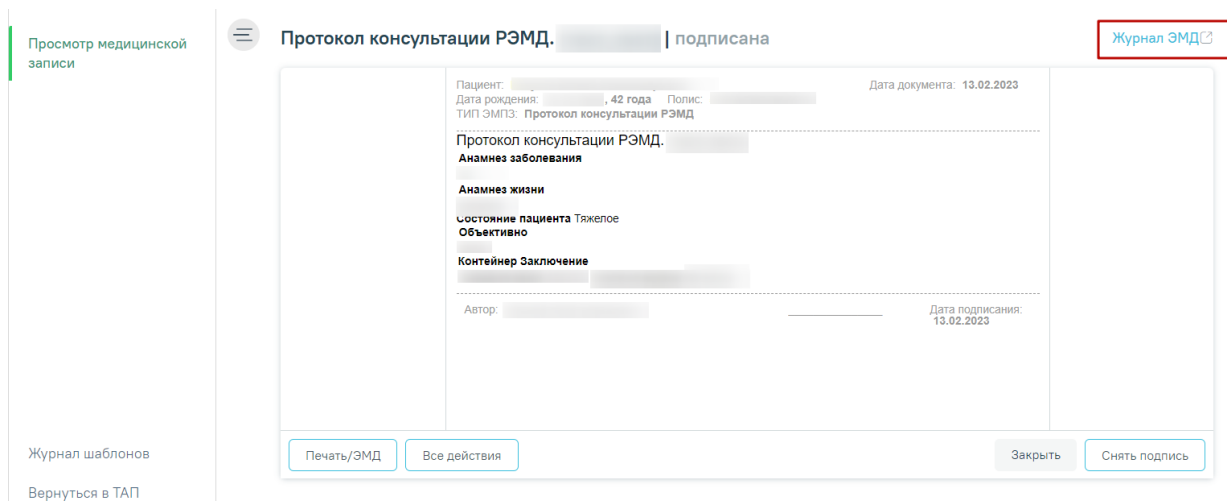 Просмотр медицинской
записи
Протокол консультации РЭМД. | подписана
Журнал ЭМД
Пациент: Дата документа: 13.02.2023
Дата рождения: , 42 года Полис:
ТИП ЭМПЗ: Протокол консультации РЭМД
Протокол консультации РЭМД.
Анамнез заболевания
Анамнез жизни
Состояние пациента Тяжелое
Объективно
Контейнер Заключение
Автор: Дата подписания:
13.02.2023
Печать/ЭМД Все действия Закрыть Снять подпись
Журнал шаблонов
Вернуться в ТАП